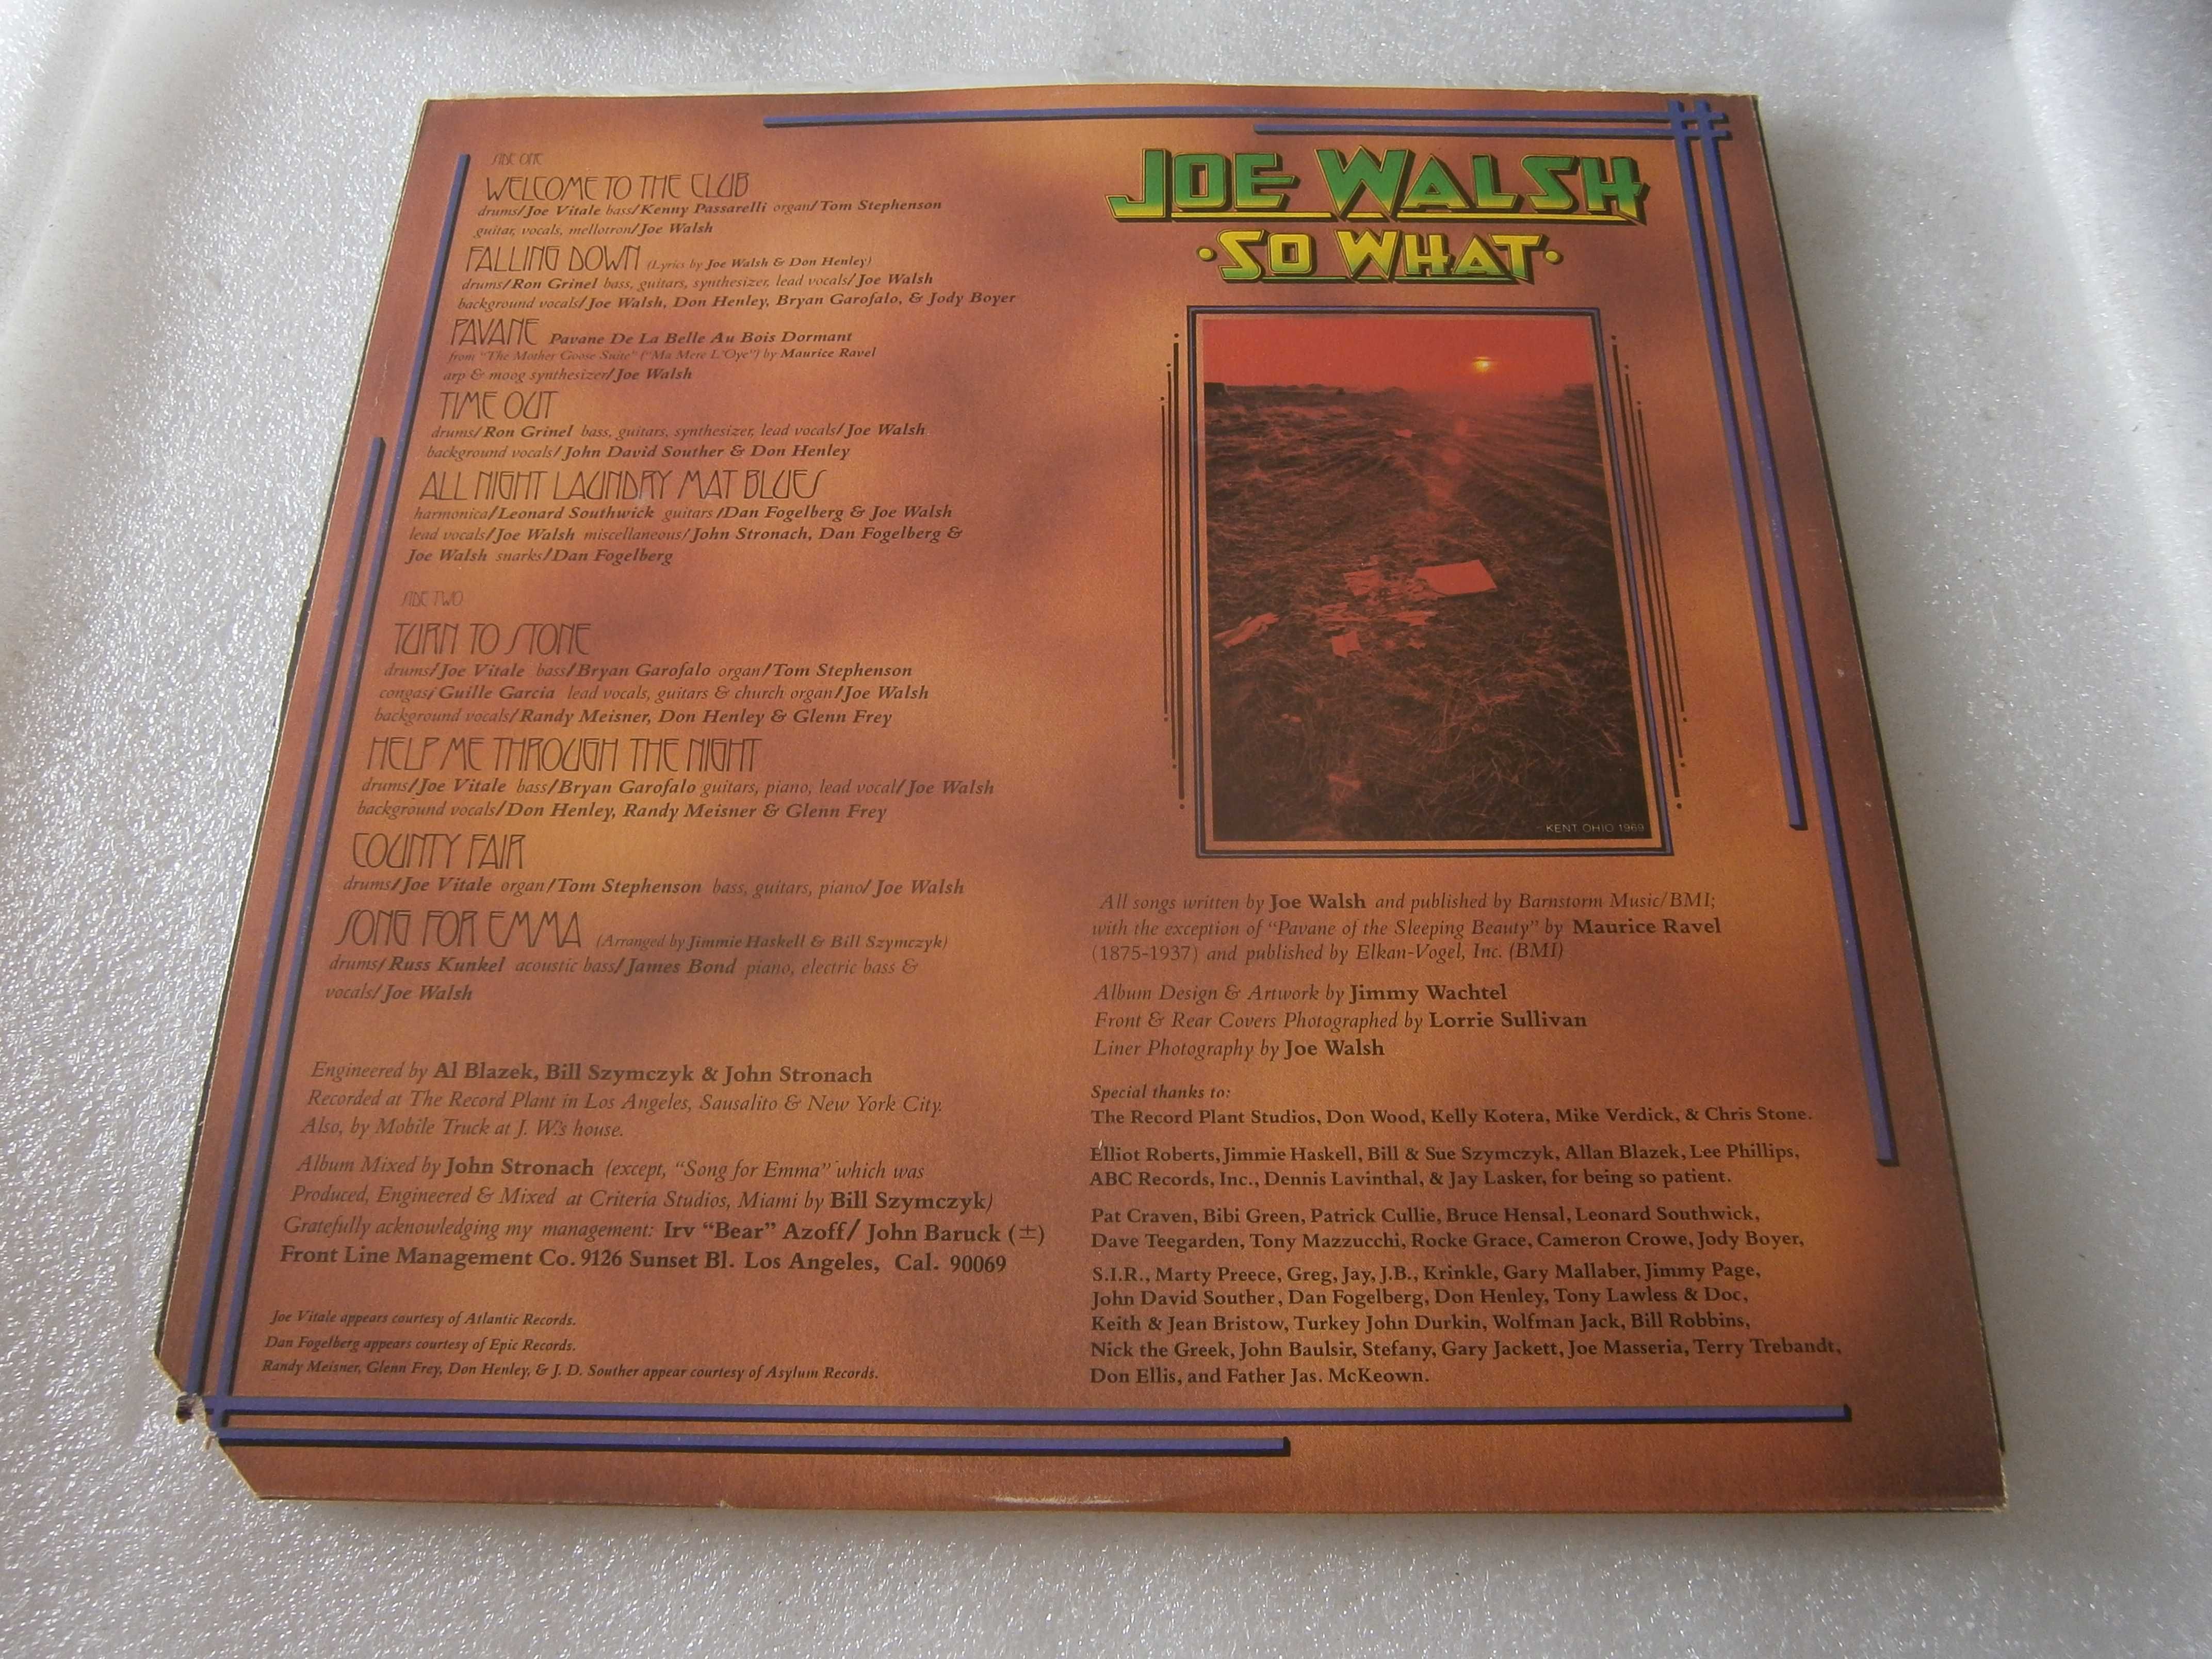 SIDE ONE
WELCOME TO THE CLUB
drums/Joe Vitale bass/Kenny Passarelli organ/Tom Stephenson
guitar, vocals, mellotron/Joe Walsh
FALLING DOWN (Lyrics by Joe Walsh & Don Henley)
drums/Ron Grinel bass, guitars, synthesizer, lead vocals/Joe Walsh
background vocals/Joe Walsh, Don Henley, Bryan Garofalo, & Jody Boyer
PAVANE Pavane De La Belle Au Bois Dormant
from "The Mother Goose Suite" ("Ma Mere L'Oye") by Maurice Ravel
arp & moog synthesizer/Joe Walsh
TIME OUT
drums/Ron Grinel bass, guitars, synthesizer, lead vocals/Joe Walsh
background vocals/John David Souther & Don Henley
ALL NIGHT LAUNDRY MAT BLUES
harmonica/Leonard Southwick guitars/Dan Fogelberg & Joe Walsh
lead vocals/Joe Walsh miscellaneous/John Stronach, Dan Fogelberg &
Joe Walsh snarks/Dan Fogelberg
SIDE TWO
TURN TO STONE
drums/Joe Vitale bass/Bryan Garofalo organ/Tom Stephenson
congas/Guille Garcia lead vocals, guitars & church organ/Joe Walsh
background vocals/Randy Meisner, Don Henley & Glenn Frey
HELP ME THROUGH THE NIGHT
drums/Joe Vitale bass/Bryan Garofalo guitars, piano, lead vocal/Joe Walsh
background vocals/Don Henley, Randy Meisner & Glenn Frey
COUNTY FAIR
drums/Joe Vitale organ/Tom Stephenson bass, guitars, piano/Joe Walsh
SONG FOR EMMA (Arranged by Jimmie Haskell & Bill Szymczyk)
drums/Russ Kunkel acoustic bass/James Bond piano, electric bass &
vocals/Joe Walsh
Engineered by Al Blazek, Bill Szymczyk & John Stronach
Recorded at The Record Plant in Los Angeles, Sausalito & New York City.
Also, by Mobile Truck at J. W.'s house.
Album Mixed by John Stronach (except, "Song for Emma" which was
Produced, Engineered & Mixed at Criteria Studios, Miami by Bill Szymczyk)
Gratefully acknowledging my management: Irv "Bear" Azoff/ John Baruck (±)
Front Line Management Co. 9126 Sunset Bl. Los Angeles, Cal. 90069
Joe Vitale appears courtesy of Atlantic Records.
Dan Fogelberg appears courtesy of Epic Records.
Randy Meisner, Glenn Frey, Don Henley, & J. D. Souther appear courtesy of Asylum Records.
JOE WALSH
·SO WHAT·
- KENT, OHIO 1969
All songs written by Joe Walsh and published by Barnstorm Music/BMI;
with the exception of "Pavane of the Sleeping Beauty" by Maurice Ravel
(1875-1937) and published by Elkan-Vogel, Inc. (BMI)
Album Design & Artwork by Jimmy Wachtel
Front & Rear Covers Photographed by Lorrie Sullivan
Liner Photography by Joe Walsh
Special thanks to:
The Record Plant Studios, Don Wood, Kelly Kotera, Mike Verdick, & Chris Stone.
Elliot Roberts, Jimmie Haskell, Bill & Sue Szymczyk, Allan Blazek, Lee Phillips,
ABC Records, Inc., Dennis Lavinthal, & Jay Lasker, for being so patient.
Pat Craven, Bibi Green, Patrick Cullie, Bruce Hensal, Leonard Southwick,
Dave Teegarden, Tony Mazzucchi, Rocke Grace, Cameron Crowe, Jody Boyer,
S.I.R., Marty Preece, Greg, Jay, J.B., Krinkle, Gary Mallaber, Jimmy Page,
John David Souther, Dan Fogelberg, Don Henley, Tony Lawless & Doc,
Keith & Jean Bristow, Turkey John Durkin, Wolfman Jack, Bill Robbins,
Nick the Greek, John Baulsir, Stefany, Gary Jackett, Joe Masseria, Terry Trebandt,
Don Ellis, and Father Jas. McKeown.